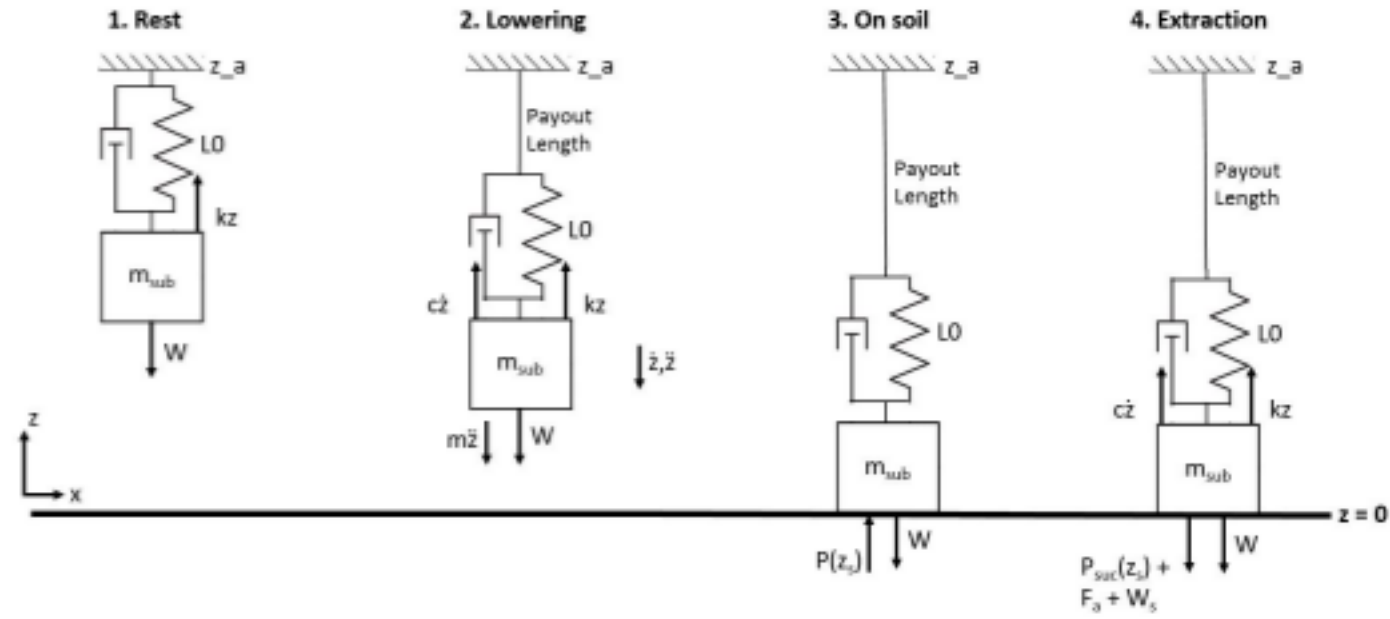 1. Rest
2. Lowering
3. On soil
4. Extraction
z_a
z_a
z_a
z_a
Payout
Length
L0
kz
m_sub
W
L0
cż
kz
m_sub
ż,z̈
mz̈
W
Payout
Length
L0
m_sub
P(z_s)
W
Payout
Length
L0
cż
kz
m_sub
P_suc(z_s) +
F_a + W_s
W
z
x
z = 0